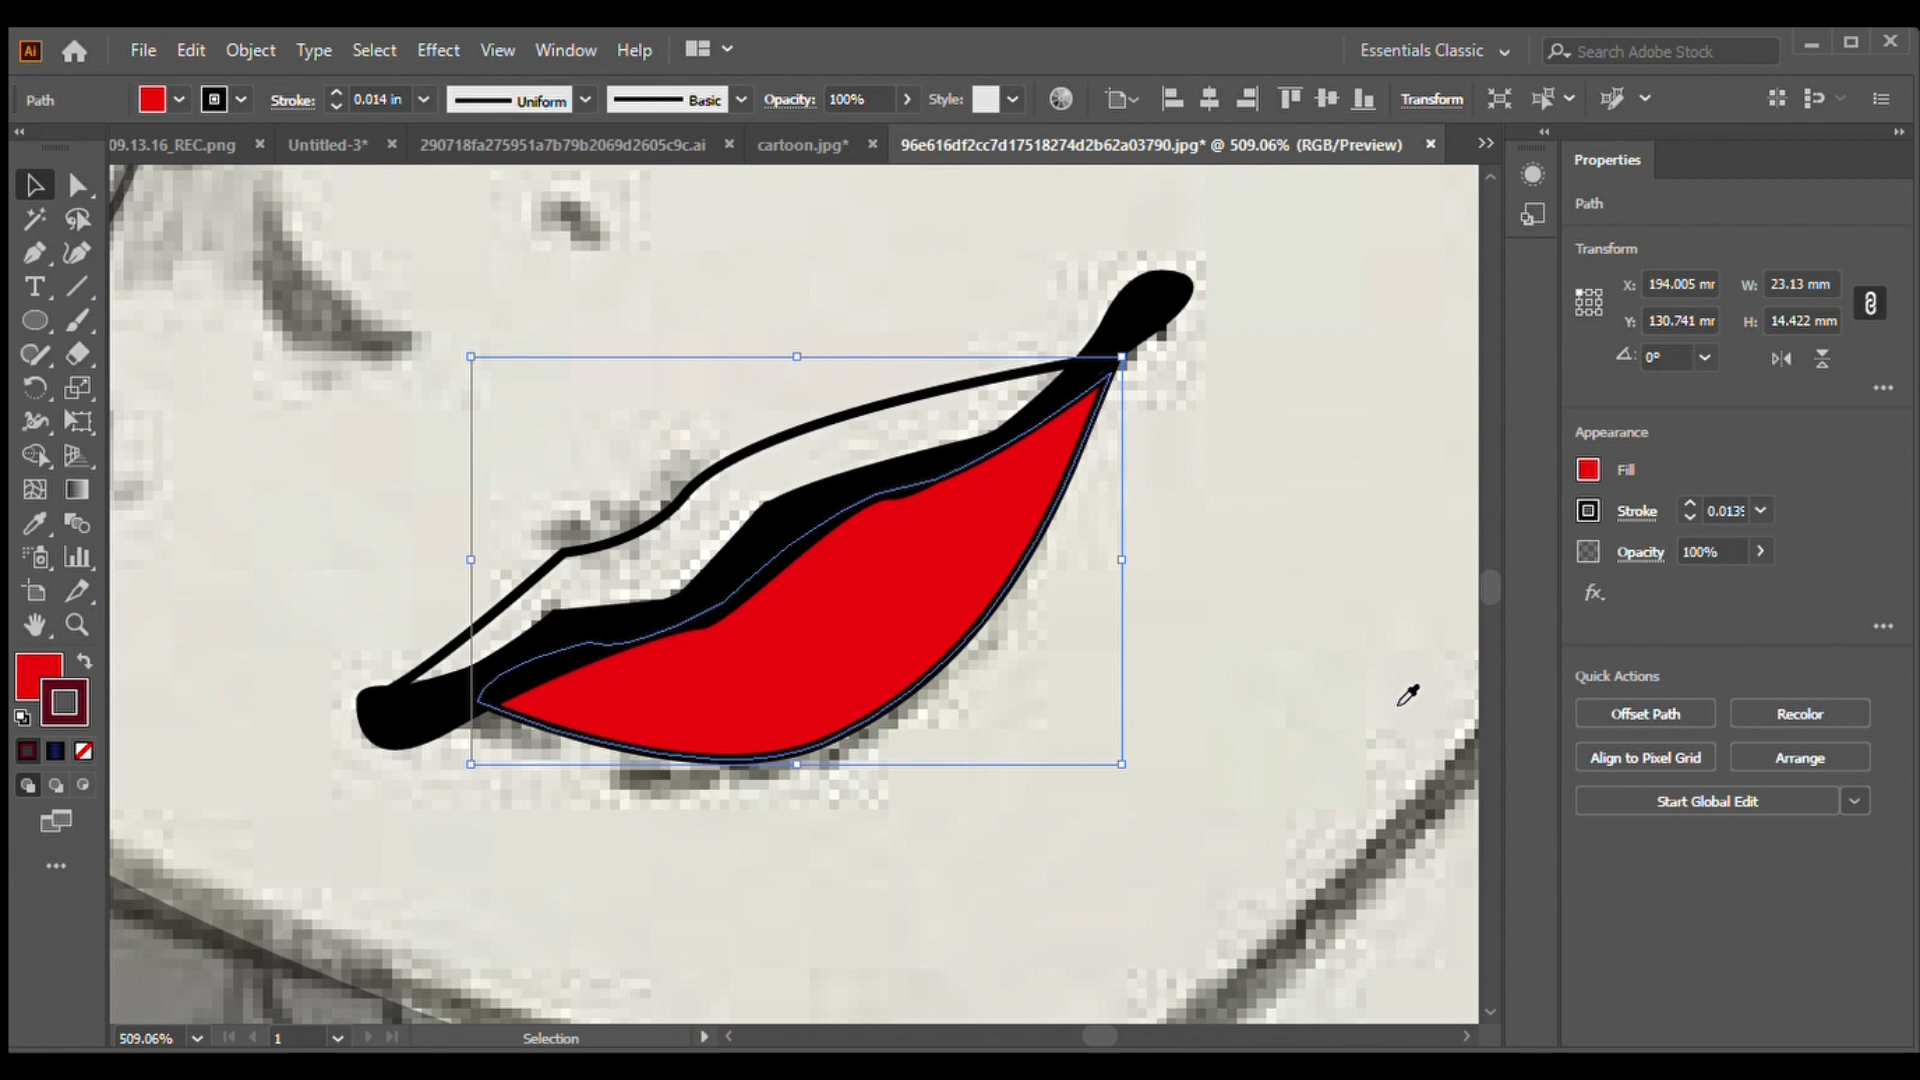 Ai File Edit Object Type Select Effect View Window Help Essentials Classic Search Adobe Stock
Path Stroke: 0.014 in Uniform Basic Opacity: 100% Style: Transform
09.13.16_REC.png × Untitled-3* × 290718fa275951a7b79b2069d2605c9c.ai × cartoon.jpg* × 96e616df2cc7d17518274d2b62a03790.jpg* @ 509.06% (RGB/Preview) ×
Properties
Path
Transform
X: 194.005 mr W: 23.13 mm
Y: 130.741 mr H: 14.422 mm
0°
Appearance
Fill
Stroke 0.0139
Opacity 100%
fx.
Quick Actions
Offset Path Recolor
Align to Pixel Grid Arrange
Start Global Edit
509.06% 1 Selection